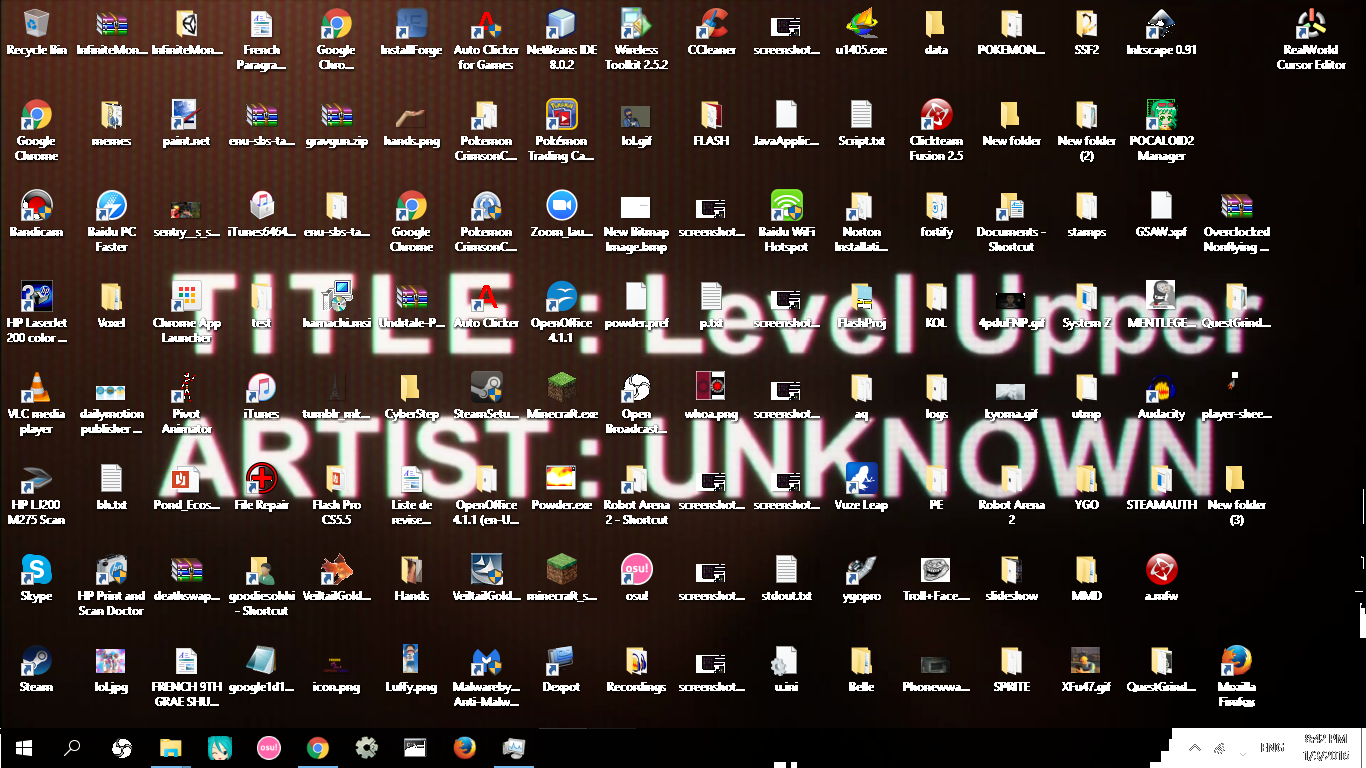 Recycle Bin InfiniteMon... InfiniteMon... French Paragra... Google Chro... InstallForge Auto Clicker for Games NetBeans IDE 8.0.2 Wireless Toolkit 2.5.2 CCleaner screenshot... u1405.exe data POKEMON... SSF2 Inkscape 0.91 RealWorld Cursor Editor
Google Chrome memes paint.net enu-sbs-ta... gravgun.zip hands.png Pokemon CrimsonC... Pokémon Trading Ca... lol.gif FLASH JavaApplic... Script.txt Clickteam Fusion 2.5 New folder New folder (2) POCALOID2 Manager
Bandicam Baidu PC Faster sentry__s_s... iTunes6464... enu-sbs-ta... Google Chrome Pokemon CrimsonC... Zoom_lau... New Bitmap Image.bmp screenshot... Baidu WiFi Hotspot Norton Installati... fortify Documents - Shortcut stamps GSAW.xpf Overclocked Nonflying ...
TITLE : Level Upper
HP LaserJet 200 color ... Voxel Chrome App Launcher test hamachi.msi Undrtale-P... Auto Clicker OpenOffice 4.1.1 powder.pref p.txt screenshot... FlashProj KOL 4pduFNP.gif System Z MENTLEGE... QuestGrind...
VLC media player dailymotion publisher ... Pivot Animator iTunes tumblr_mk... CyberStep SteamSetu... Minecraft.exe Open Broadcast... whoa.png screenshot... aq logs kyoma.gif utmp Audacity player-shee...
ARTIST : UNKNOWN
HP LJ200 M275 Scan bh.txt Pond_Ecos... File Repair Flash Pro CS5.5 Liste de revise... OpenOffice 4.1.1 (en-U... Powder.exe Robot Arena 2 - Shortcut screenshot... screenshot... Vuze Leap PE Robot Arena 2 YGO STEAMAUTH New folder (3)
Skype HP Print and Scan Doctor deathswap... goodiesohhi - Shortcut VeiltailGold... Hands VeiltailGold... minecraft_s... osu! screenshot... stdout.txt ygopro Troll+Face... slideshow MMD a.mfw
Steam lol.jpg FRENCH 9TH GRAE SHU... google1d1... icon.png Luffy.png Malwareby... Anti-Malw... Dexpot Recordings screenshot... u.ini Belle Phonewwa... SPRITE XFu47.gif QuestGrind... Mozilla Firefox
osu! ENG 8:42 PM
1/3/2016